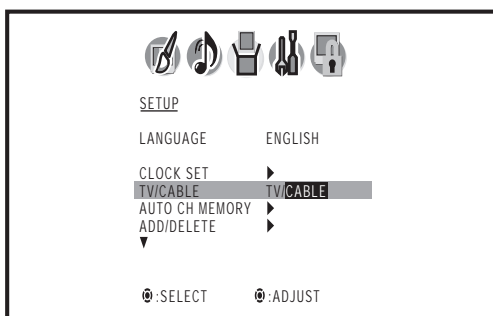 SETUP
LANGUAGE ENGLISH
CLOCK SET ▶
TV/CABLE TV/CABLE
AUTO CH MEMORY ▶
ADD/DELETE ▶
▼
:SELECT :ADJUST